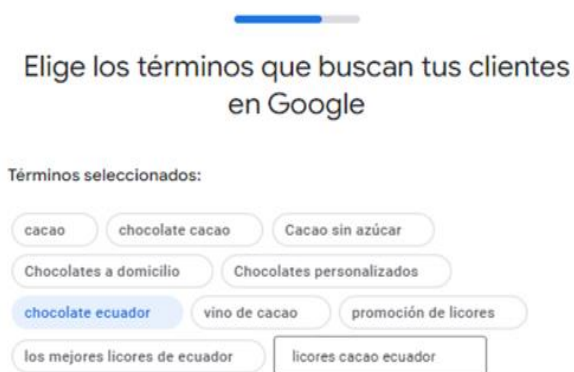 Elige los términos que buscan tus clientes
en Google
Términos seleccionados:
cacao chocolate cacao Cacao sin azúcar
Chocolates a domicilio Chocolates personalizados
chocolate ecuador vino de cacao promoción de licores
los mejores licores de ecuador licores cacao ecuador